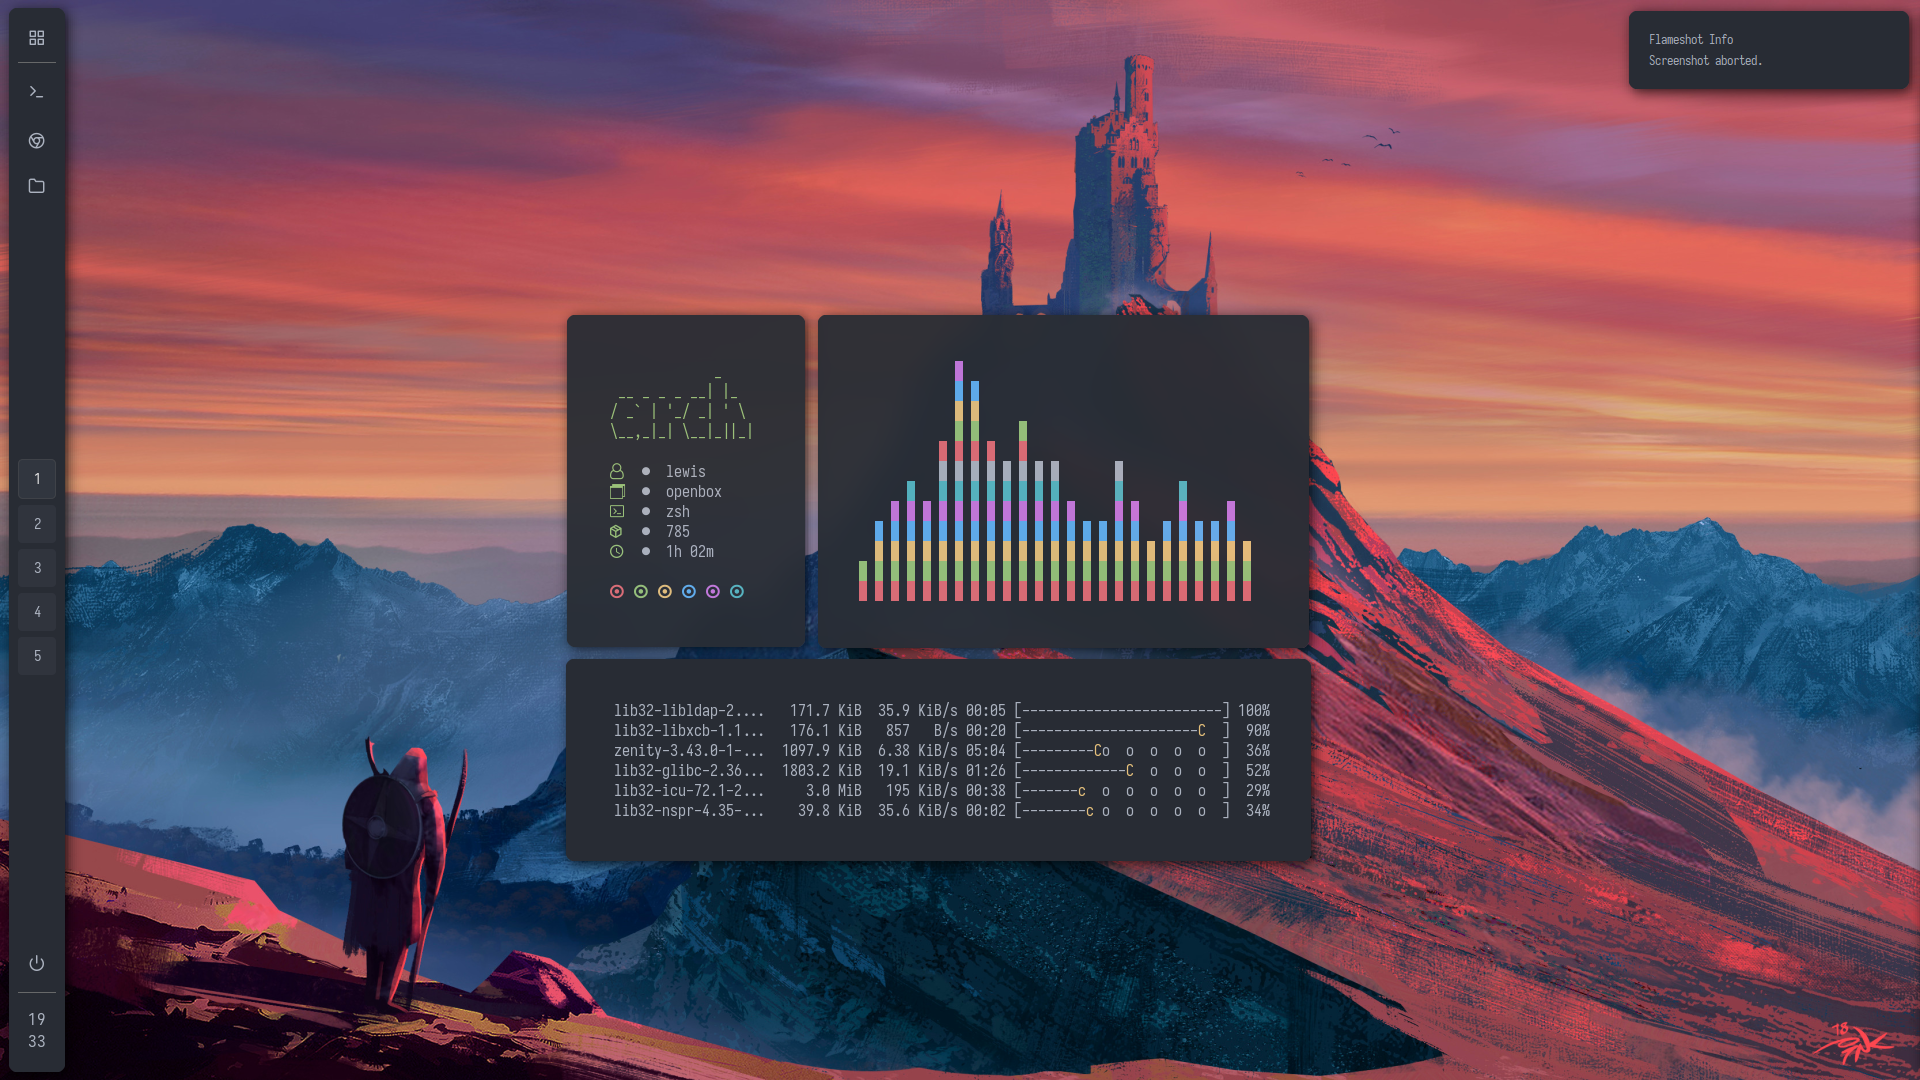 Flameshot Info
Screenshot aborted.
1
2
3
4
5
19
33
arch
lewis
openbox
zsh
785
1h 02m
lib32-libldap-2.... 171.7 KiB 35.9 KiB/s 00:05 [-------------------------] 100%
lib32-libxcb-1.1... 176.1 KiB 857 B/s 00:20 [----------------------C  ] 90%
zenity-3.43.0-1-... 1097.9 KiB 6.38 KiB/s 05:04 [---------Co  o  o  o  o  ] 36%
lib32-glibc-2.36... 1803.2 KiB 19.1 KiB/s 01:26 [-------------C  o  o  o  ] 52%
lib32-icu-72.1-2... 3.0 MiB 195 KiB/s 00:38 [-------c  o  o  o  o  o  ] 29%
lib32-nspr-4.35-... 39.8 KiB 35.6 KiB/s 00:02 [--------c o  o  o  o  o  ] 34%